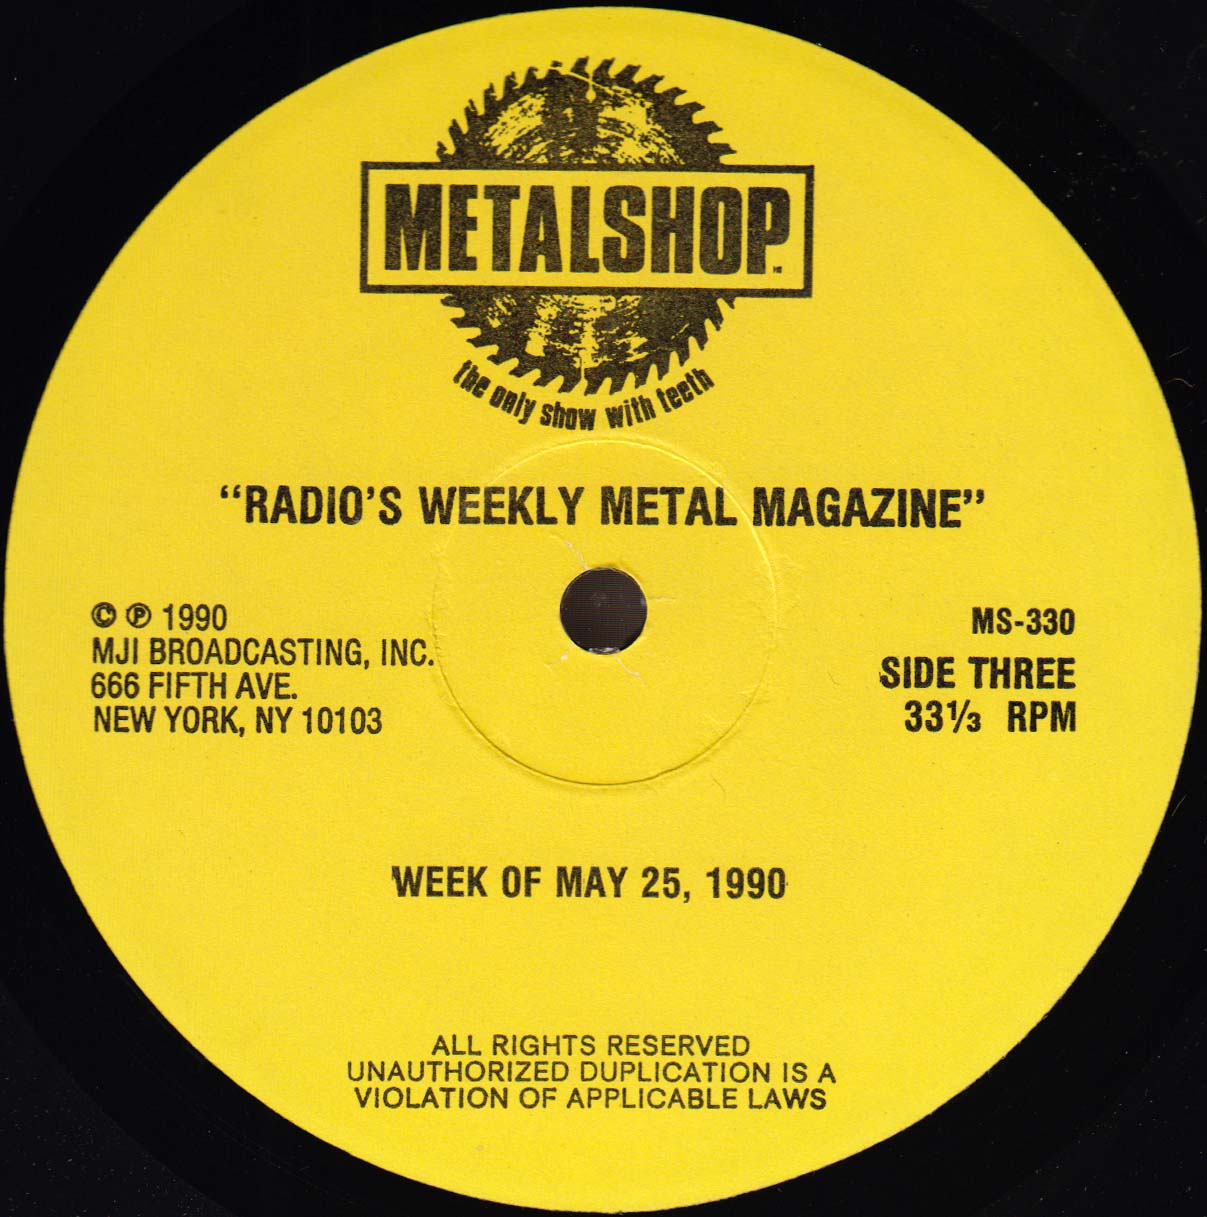 METALSHOP
the only show with teeth
“RADIO’S WEEKLY METAL MAGAZINE”
© ℗ 1990
MJI BROADCASTING, INC.
666 FIFTH AVE.
NEW YORK, NY 10103
MS-330
SIDE THREE
33⅓ RPM
WEEK OF MAY 25, 1990
ALL RIGHTS RESERVED
UNAUTHORIZED DUPLICATION IS A
VIOLATION OF APPLICABLE LAWS